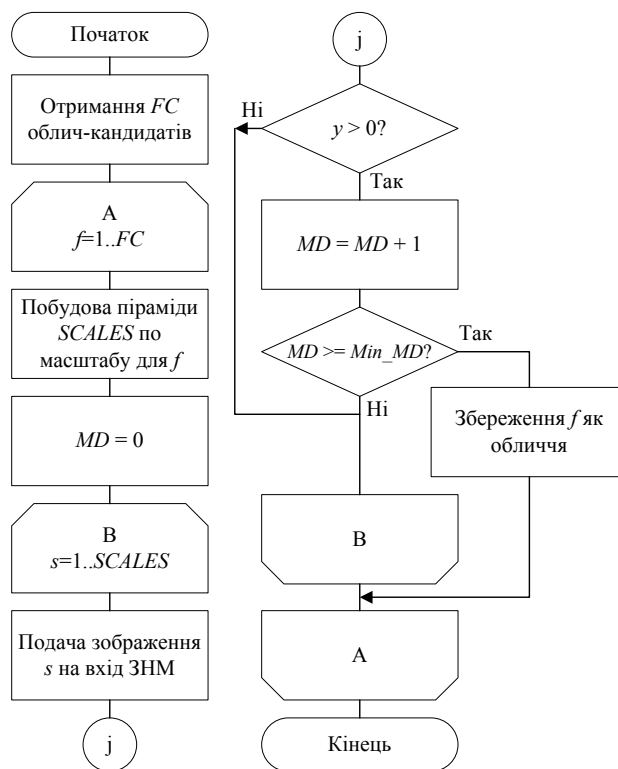 Початок
Отримання FC
облич-кандидатів
А
f=1..FC
Побудова піраміди
SCALES по
масштабу для f
MD = 0
В
s=1..SCALES
Подача зображення
s на вхід ЗНМ
j
j
Ні
y > 0?
Так
MD = MD + 1
Так
MD >= Min_MD?
Ні
Збереження f як
обличчя
В
А
Кінець